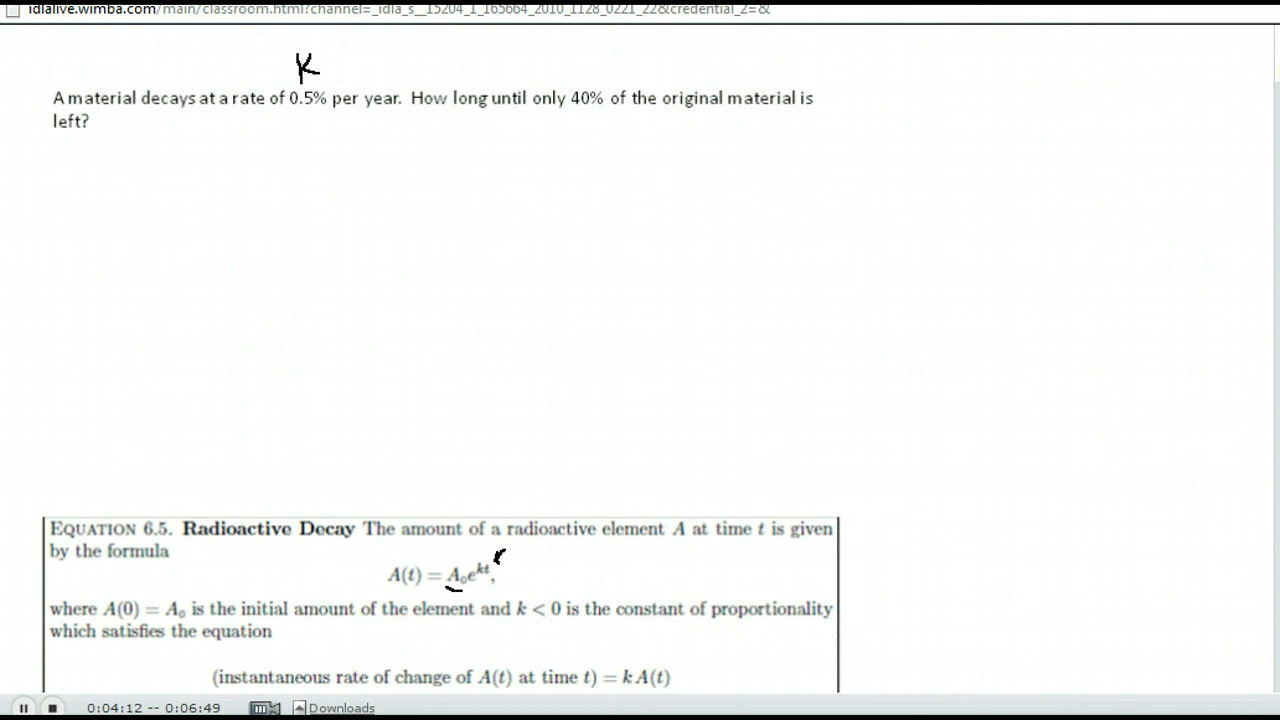 idlalive.wimba.com/main/classroom.html?channel=_idla_s__15204_1_165664_2010_1128_0221_22&credential_2=&
K
A material decays at a rate of 0.5% per year. How long until only 40% of the original material is
left?
EQUATION 6.5. Radioactive Decay The amount of a radioactive element A at time t is given
by the formula
A(t) = A₀e^{kt},
where A(0) = A₀ is the initial amount of the element and k < 0 is the constant of proportionality
which satisfies the equation
(instantaneous rate of change of A(t) at time t) = k A(t)
0:04:12 -- 0:06:49 Downloads